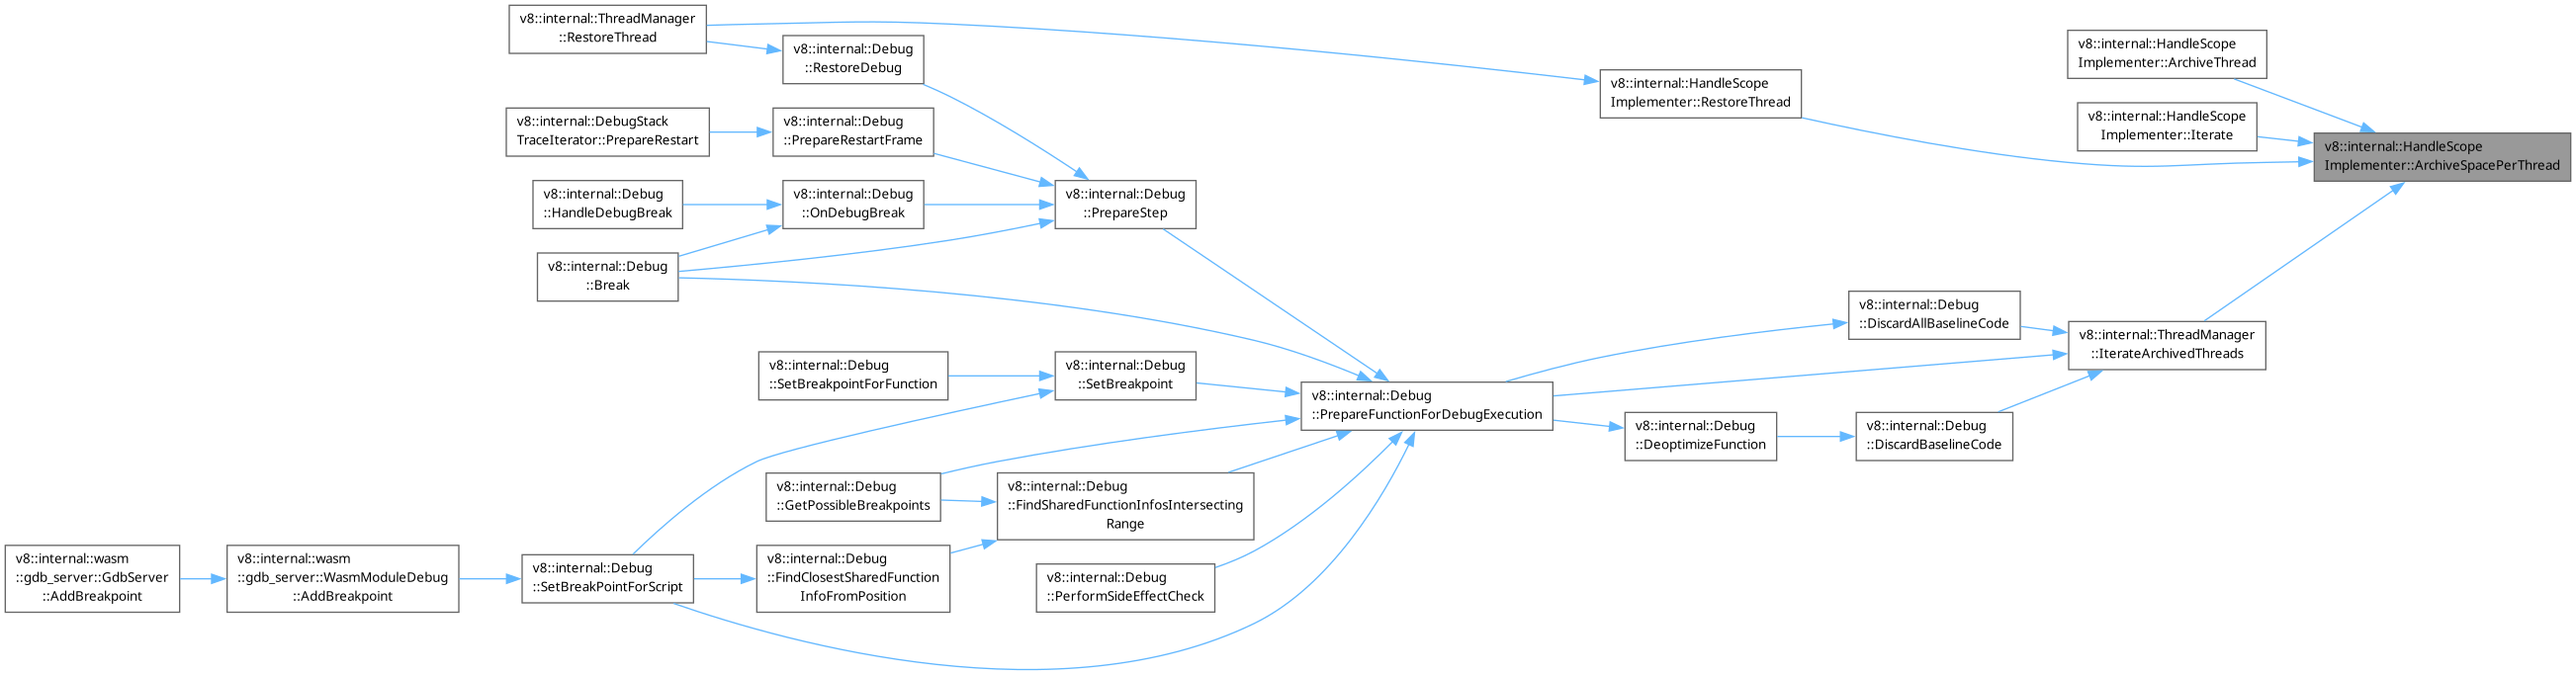 v8::internal::ThreadManager
::RestoreThread
v8::internal::Debug
::RestoreDebug
v8::internal::HandleScope
Implementer::ArchiveThread
v8::internal::HandleScope
Implementer::RestoreThread
v8::internal::DebugStack
TraceIterator::PrepareRestart
v8::internal::Debug
::PrepareRestartFrame
v8::internal::HandleScope
Implementer::Iterate
v8::internal::HandleScope
Implementer::ArchiveSpacePerThread
v8::internal::Debug
::HandleDebugBreak
v8::internal::Debug
::OnDebugBreak
v8::internal::Debug
::PrepareStep
v8::internal::Debug
::Break
v8::internal::Debug
::DiscardAllBaselineCode
v8::internal::ThreadManager
::IterateArchivedThreads
v8::internal::Debug
::SetBreakpointForFunction
v8::internal::Debug
::SetBreakpoint
v8::internal::Debug
::PrepareFunctionForDebugExecution
v8::internal::Debug
::DeoptimizeFunction
v8::internal::Debug
::DiscardBaselineCode
v8::internal::Debug
::GetPossibleBreakpoints
v8::internal::Debug
::FindSharedFunctionInfosIntersecting
Range
v8::internal::wasm
::gdb_server::GdbServer
::AddBreakpoint
v8::internal::wasm
::gdb_server::WasmModuleDebug
::AddBreakpoint
v8::internal::Debug
::SetBreakPointForScript
v8::internal::Debug
::FindClosestSharedFunction
InfoFromPosition
v8::internal::Debug
::PerformSideEffectCheck